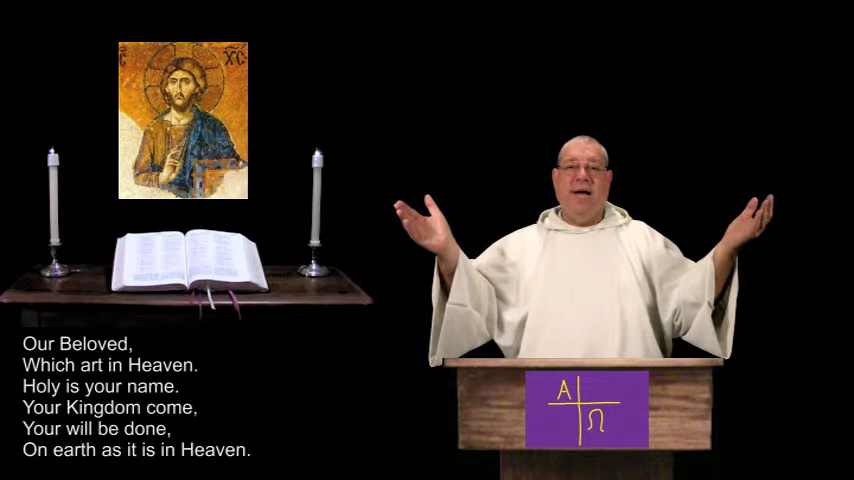 C XC
Our Beloved,
Which art in Heaven.
Holy is your name.
Your Kingdom come,
Your will be done,
On earth as it is in Heaven.
Α
Ω